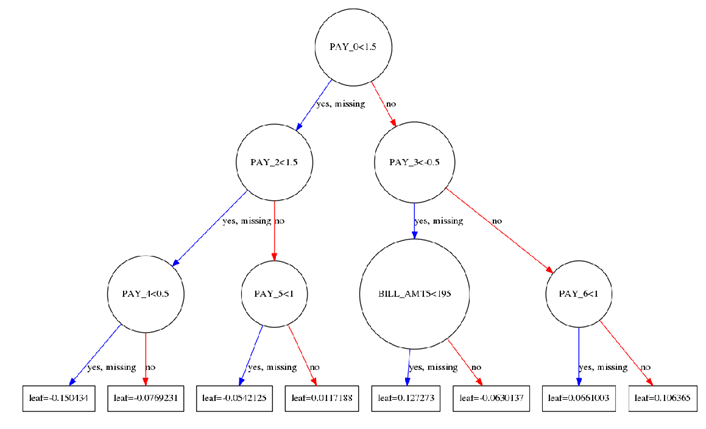 PAY_0<1.5
yes, missing
no
PAY_2<1.5
PAY_3<-0.5
yes, missing
no
yes, missing
no
PAY_4<0.5
PAY_5<1
BILL_AMT5<195
PAY_6<1
yes, missing
no
yes, missing
no
yes, missing
no
yes, missing
no
leaf=-0.150434
leaf=-0.0769231
leaf=-0.0542125
leaf=0.0117188
leaf=0.127273
leaf=-0.0630137
leaf=0.0661003
leaf=0.106365